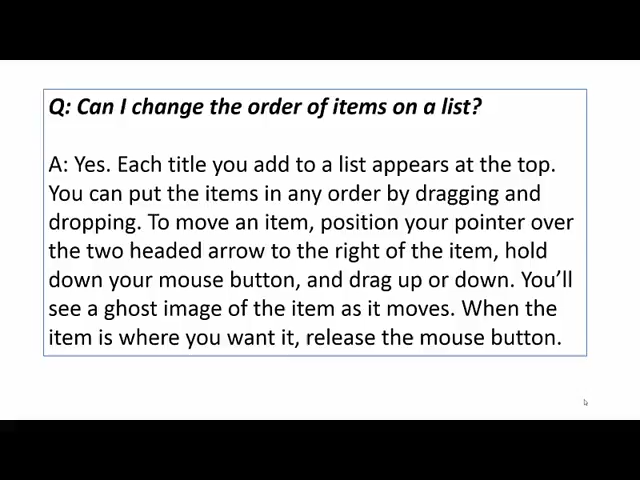 Q: Can I change the order of items on a list?
A: Yes. Each title you add to a list appears at the top.
You can put the items in any order by dragging and
dropping. To move an item, position your pointer over
the two headed arrow to the right of the item, hold
down your mouse button, and drag up or down. You’ll
see a ghost image of the item as it moves. When the
item is where you want it, release the mouse button.